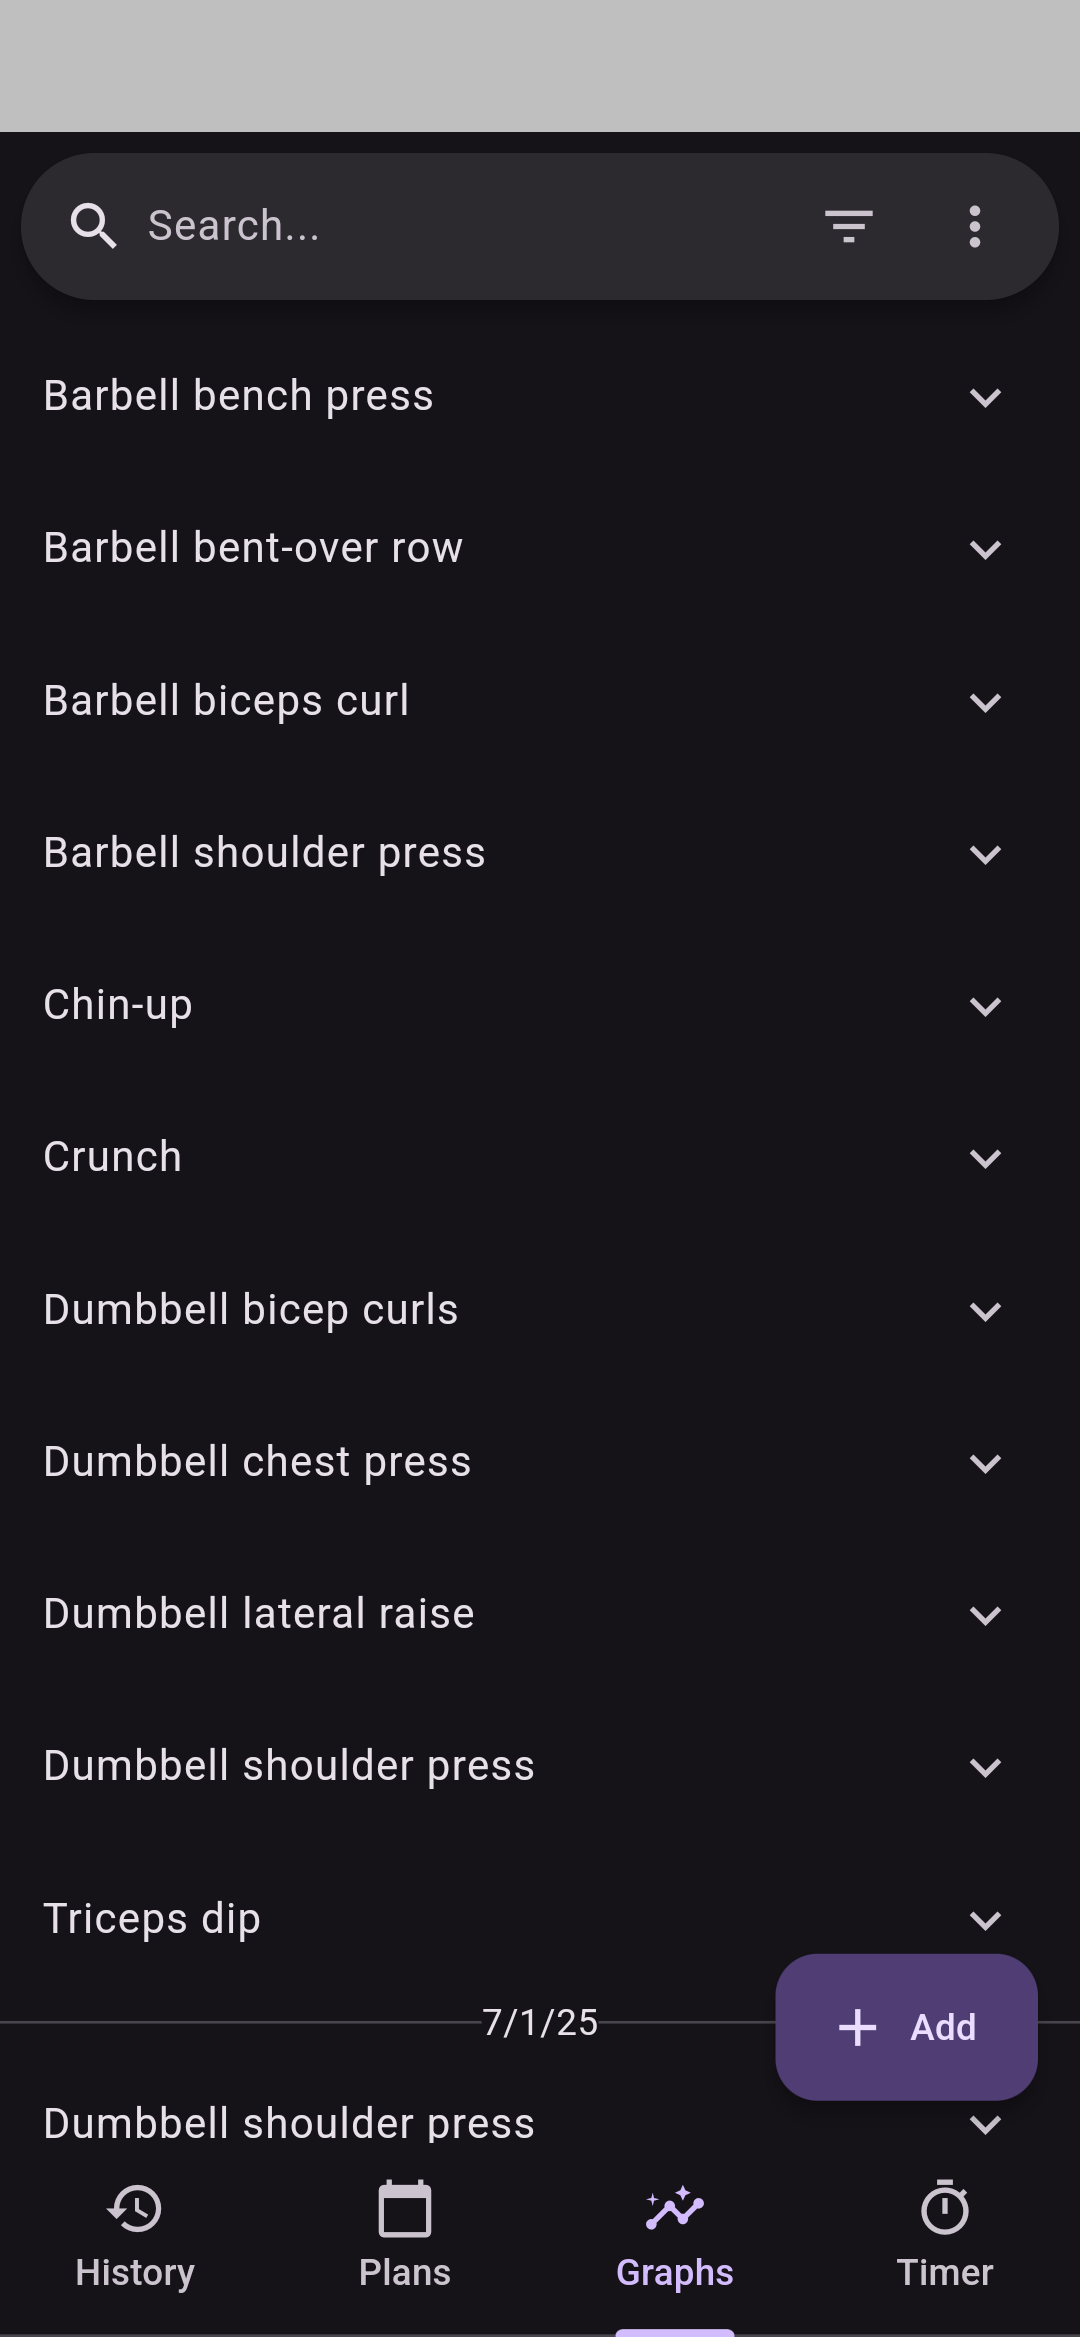 Search...
Barbell bench press
Barbell bent-over row
Barbell biceps curl
Barbell shoulder press
Chin-up
Crunch
Dumbbell bicep curls
Dumbbell chest press
Dumbbell lateral raise
Dumbbell shoulder press
Triceps dip
7/1/25
Add
Dumbbell shoulder press
History
Plans
Graphs
Timer